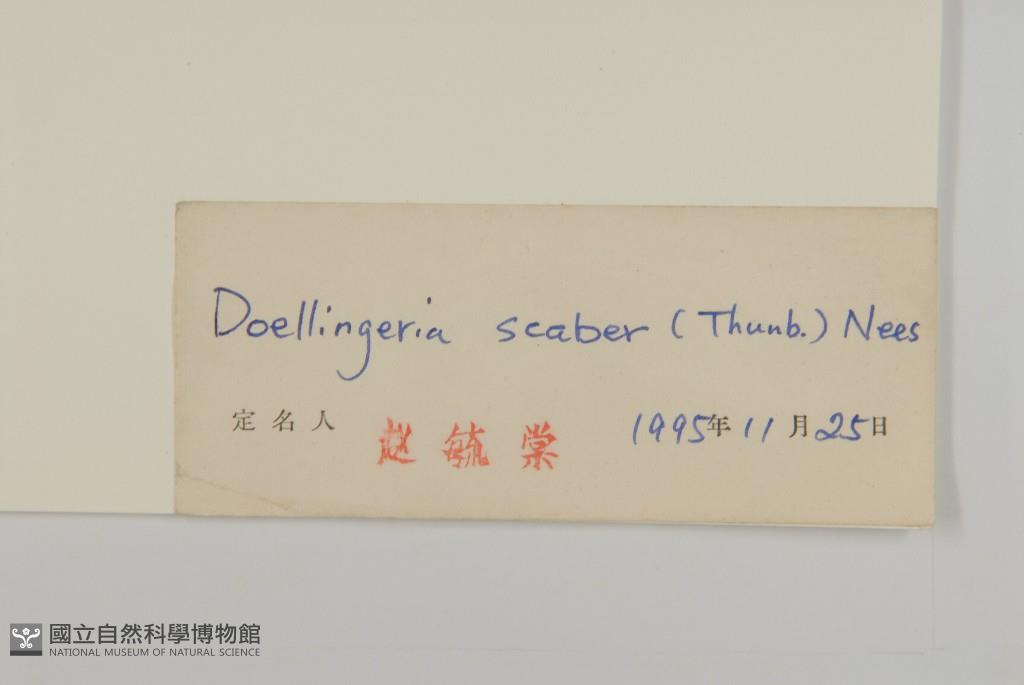 Doellingeria scaber (Thunb.) Nees
定名人 赵毓棠 1995年11月25日
國立自然科學博物館
NATIONAL MUSEUM OF NATURAL SCIENCE